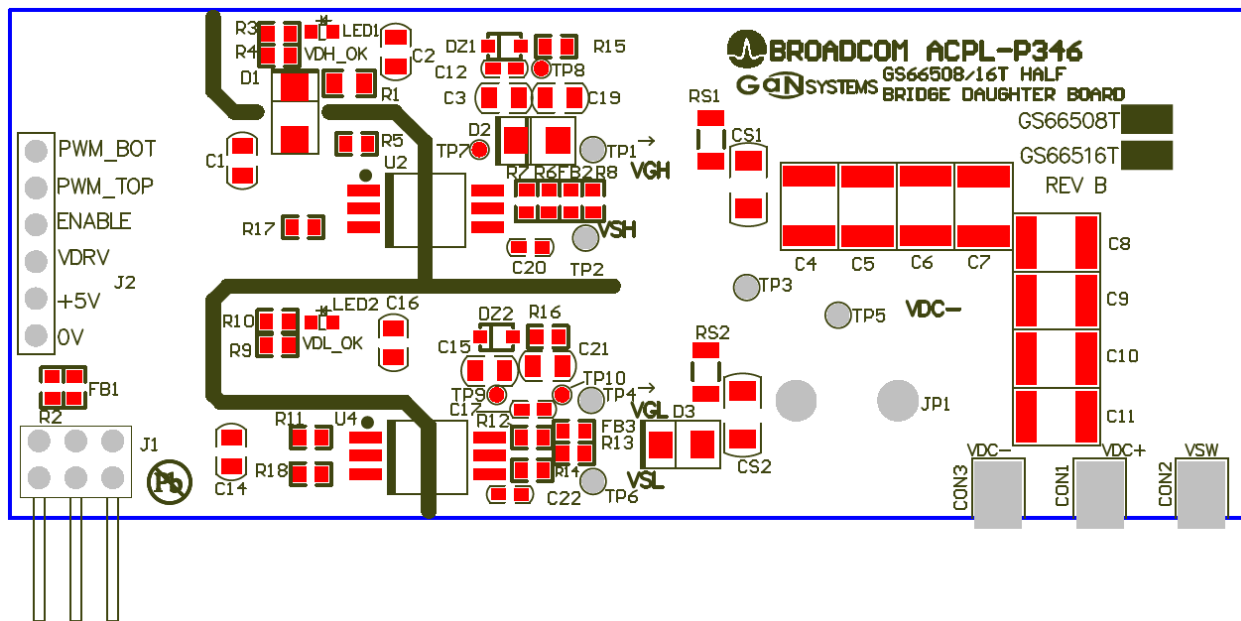 R3
LED1
R4
VDH_OK
C2
D1
R1
DZ1
R15
C12
TP8
C3
C19
BROADCOM ACPL-P346
GaNSYSTEMS
GS66508/16T HALF
BRIDGE DAUGHTER BOARD
GS66508T
GS66516T
REV B
RS1
CS1
PWM_BOT
PWM_TOP
ENABLE
VDRV
+5V
0V
J2
C1
R5
U2
D2
TP7
TP1
VGH
R7
R6
FB2
R8
R17
VSH
C20
TP2
C4
C5
C6
C7
C8
C9
C10
C11
TP3
TP5
VDC-
LED2
C16
R10
VDL_OK
R9
DZ2
R16
C15
C21
TP9
TP10
TP4
RS2
FB1
R2
J1
Pb
C14
R11
U4
R18
C17
R12
FB3
R13
R14
VGL
D3
VSL
C22
TP6
CS2
JP1
VDC-
VDC+
VSW
CON3
CON1
CON2